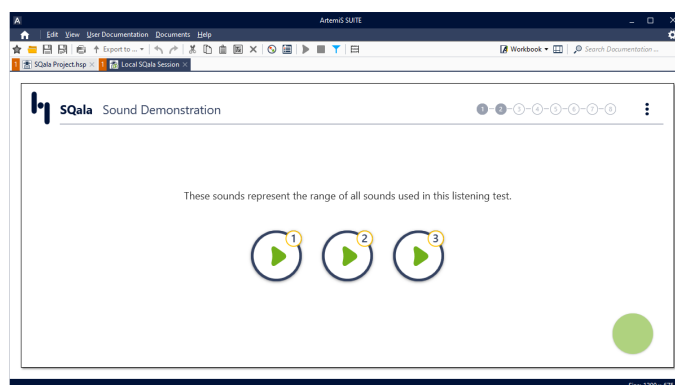 A ArtemiS SUITE
Edit View User Documentation Documents Help
Export to ... Workbook Search Documentation ...
1 SQala Project.hsp 1 Local SQala Session
SQala Sound Demonstration 1 2 3 4 5 6 7 8
These sounds represent the range of all sounds used in this listening test.
1 2 3